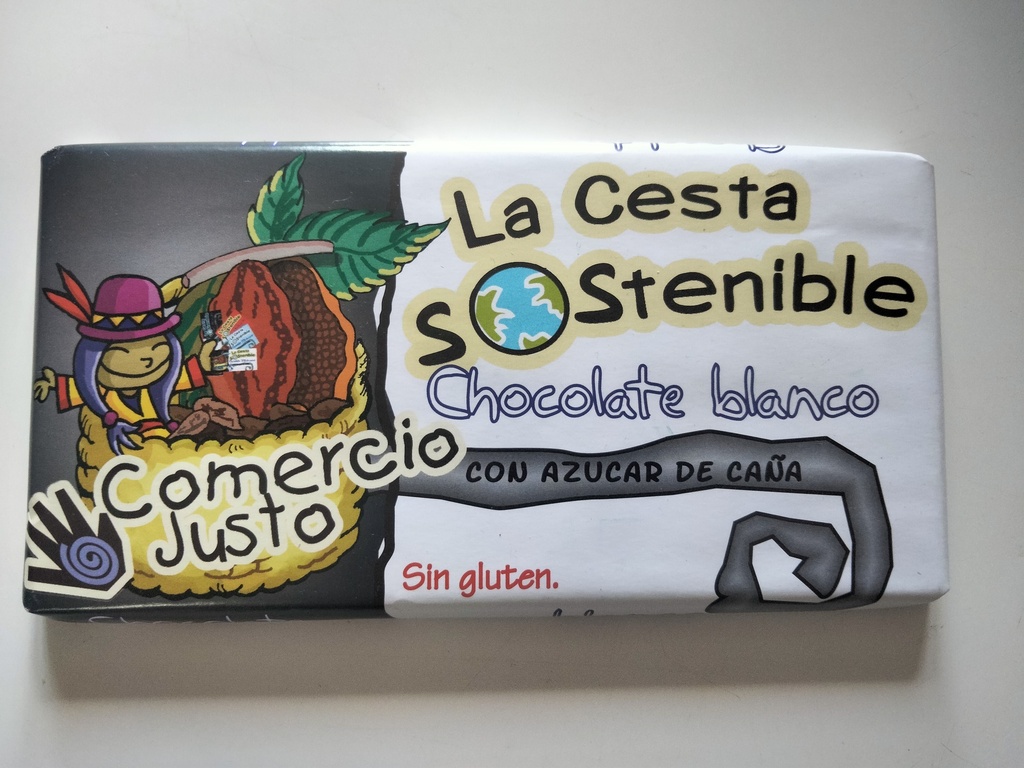 La Cesta
Sostenible
Chocolate blanco
CON AZUCAR DE CAÑA
Comercio
Justo
Sin gluten.